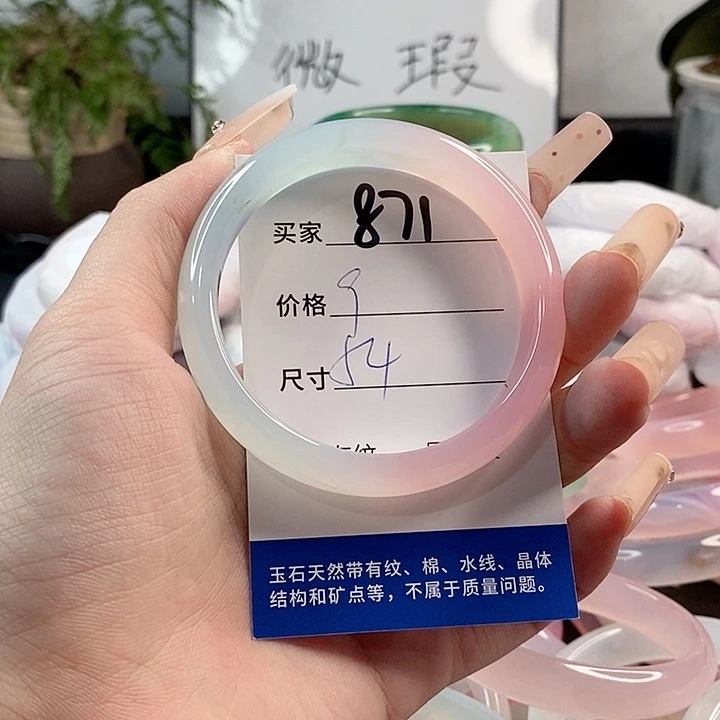 微 瑕
买家 871
价格 9
尺寸 54
玉石天然带有纹、棉、水线、晶体
结构和矿点等，不属于质量问题。